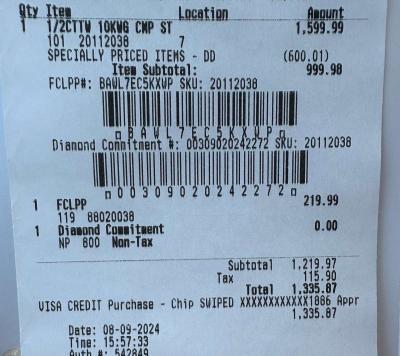 Qty Item Location Amount
1 1/2CTTW 10KWG CMP ST 1,599.99
101 20112038 7
SPECIALLY PRICED ITEMS - DD (600.01)
Item Subtotal: 999.98
FCLPP#: BAWL7EC5KXWP SKU: 20112038
BAWL7EC5KXWP
Diamond Commitment #: 00309020242272 SKU: 20112038
00309020242272
1 FCLPP 219.99
119 88020038
1 Diamond Commitment 0.00
NP 800 Non-Tax
Subtotal 1,219.97
Tax 115.90
Total 1,335.87
VISA CREDIT Purchase - Chip SWIPED XXXXXXXXXXXX1886 Appr
1,335.87
Date: 08-09-2024
Time: 15:57:33
Auth #: 542849